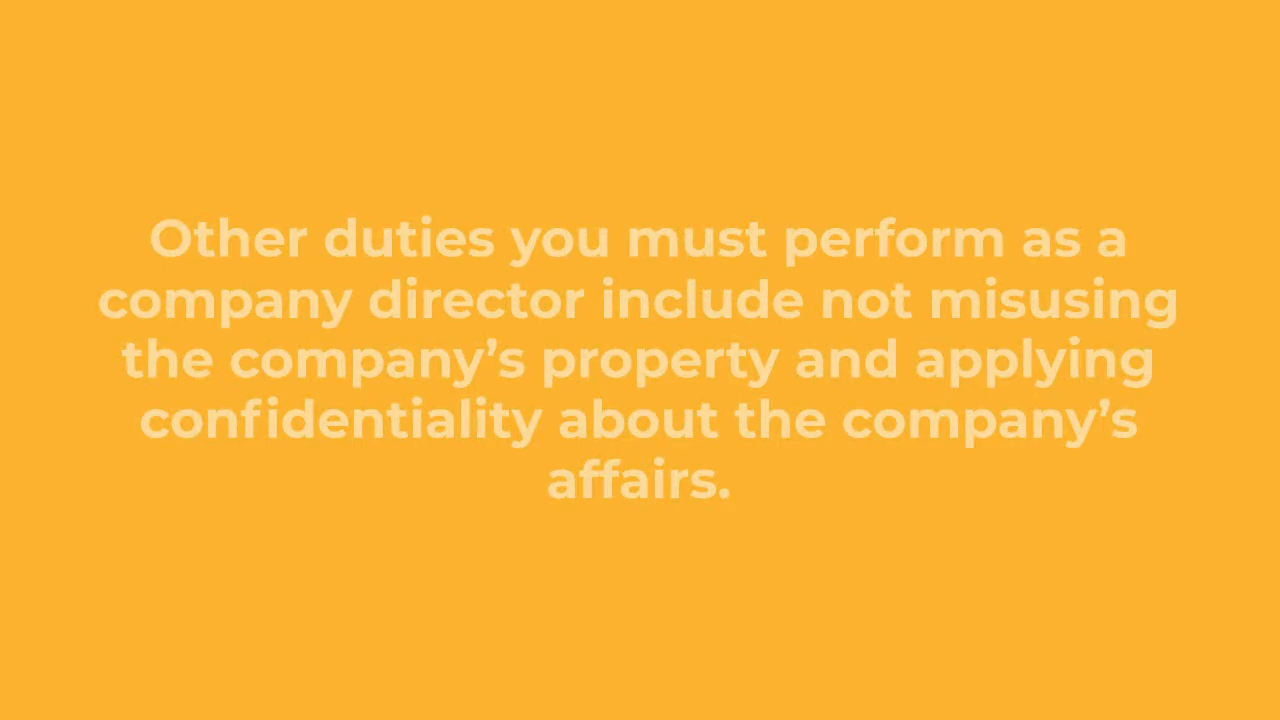 Other duties you must perform as a
company director include not misusing
the company’s property and applying
confidentiality about the company’s
affairs.